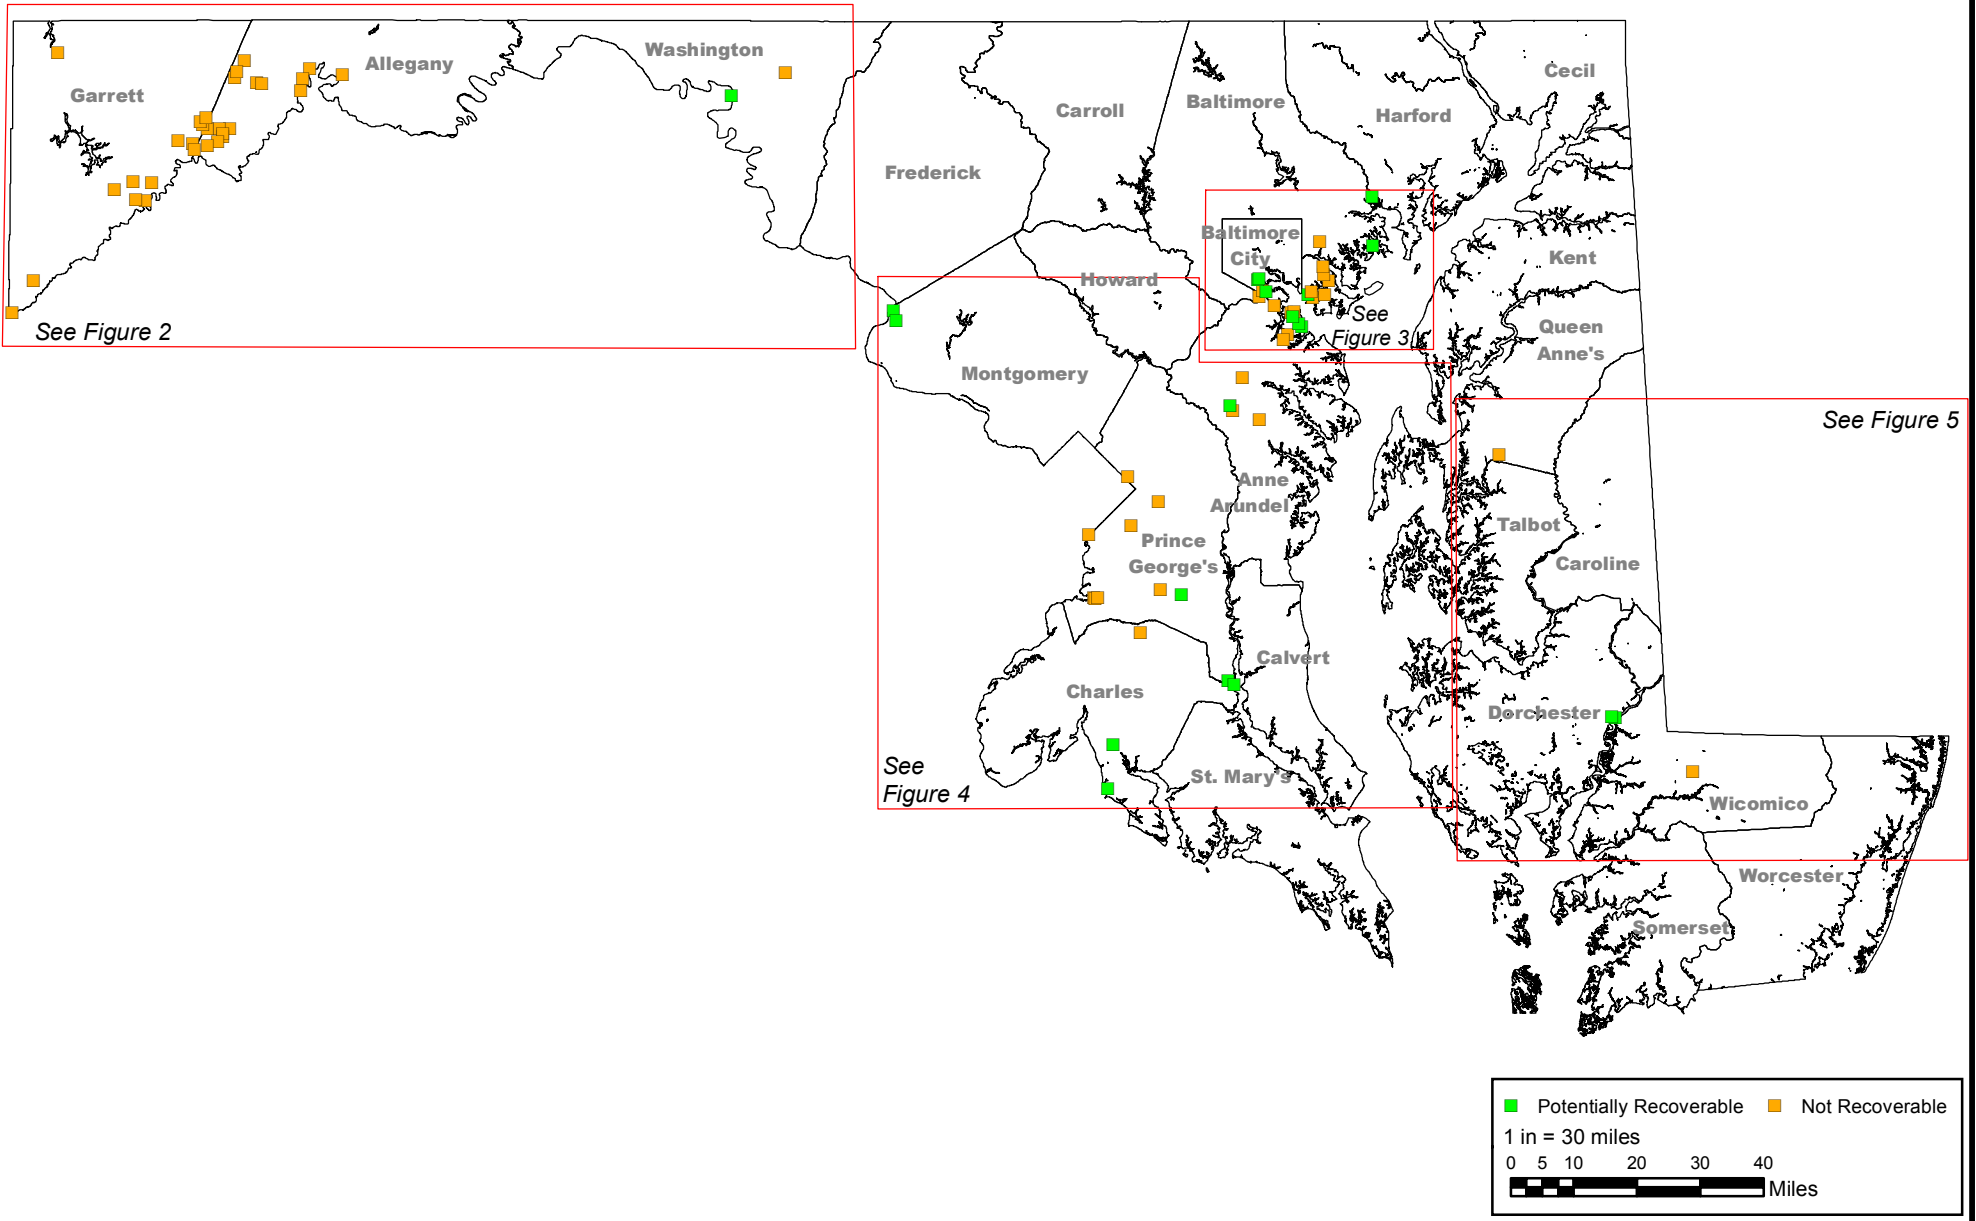 Washington
Allegany
Cecil
Garrett
Baltimore
Carroll
Harford
Frederick
Baltimore
City
Kent
Howard
See
Figure 3
See Figure 2
Queen
Anne's
Montgomery
See Figure 5
Anne
Arundel
Talbot
Prince
George's
Caroline
Calvert
Charles
Dorchester
See
Figure 4
St. Mary's
Wicomico
Worcester
Somerset
Potentially Recoverable
Not Recoverable
1 in = 30 miles
0 5 10 20 30 40
Miles